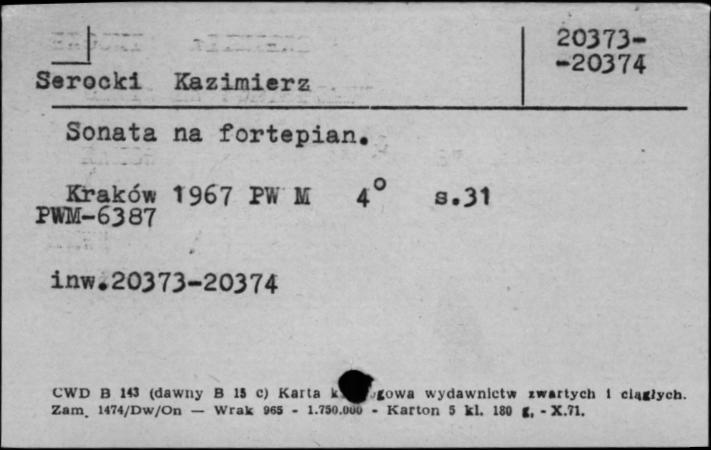 20373-
-20374
Serocki Kazimierz
Sonata na fortepian.
Kraków 1967 PWM 4° s.31
PWM-6387
inw.20373-20374
CWD B 143 (dawny B 15 c) Karta wydawnictw zwartych i ciągłych.
Zam. 1474/Dw/On — Wrak 965 - 1.750.000 - Karton 5 kl. 180 g. - X.71.